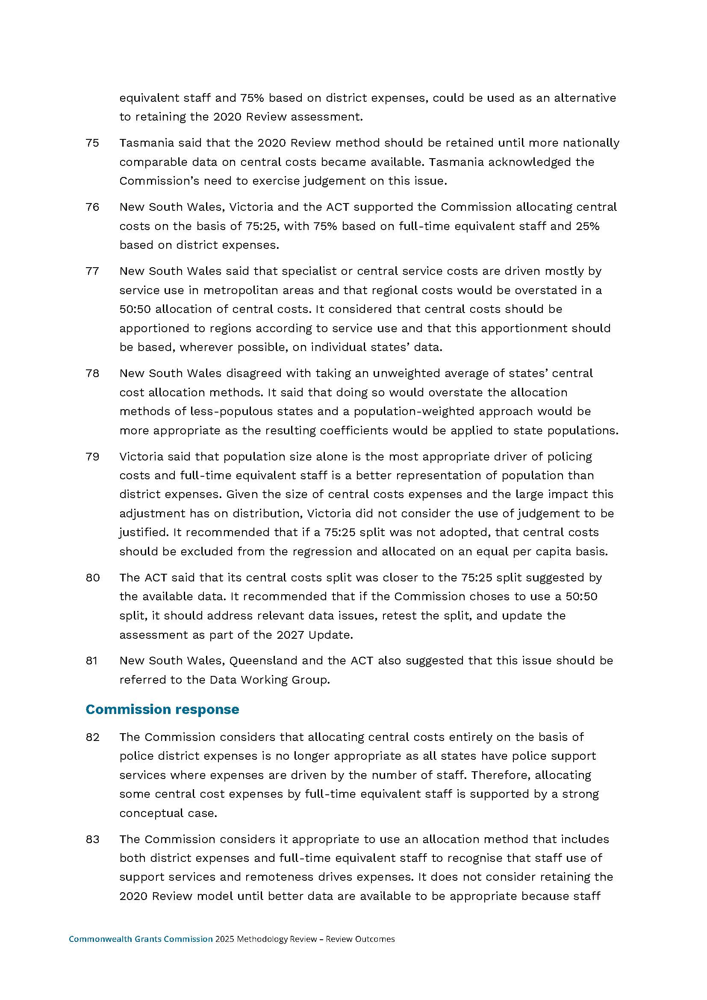 equivalent staff and 75% based on district expenses, could be used as an alternative
to retaining the 2020 Review assessment.
75 Tasmania said that the 2020 Review method should be retained until more nationally
comparable data on central costs became available. Tasmania acknowledged the
Commission’s need to exercise judgement on this issue.
76 New South Wales, Victoria and the ACT supported the Commission allocating central
costs on the basis of 75:25, with 75% based on full-time equivalent staff and 25%
based on district expenses.
77 New South Wales said that specialist or central service costs are driven mostly by
service use in metropolitan areas and that regional costs would be overstated in a
50:50 allocation of central costs. It considered that central costs should be
apportioned to regions according to service use and that this apportionment should
be based, wherever possible, on individual states’ data.
78 New South Wales disagreed with taking an unweighted average of states’ central
cost allocation methods. It said that doing so would overstate the allocation
methods of less-populous states and a population-weighted approach would be
more appropriate as the resulting coefficients would be applied to state populations.
79 Victoria said that population size alone is the most appropriate driver of policing
costs and full-time equivalent staff is a better representation of population than
district expenses. Given the size of central costs expenses and the large impact this
adjustment has on distribution, Victoria did not consider the use of judgement to be
justified. It recommended that if a 75:25 split was not adopted, that central costs
should be excluded from the regression and allocated on an equal per capita basis.
80 The ACT said that its central costs split was closer to the 75:25 split suggested by
the available data. It recommended that if the Commission choses to use a 50:50
split, it should address relevant data issues, retest the split, and update the
assessment as part of the 2027 Update.
81 New South Wales, Queensland and the ACT also suggested that this issue should be
referred to the Data Working Group.
Commission response
82 The Commission considers that allocating central costs entirely on the basis of
police district expenses is no longer appropriate as all states have police support
services where expenses are driven by the number of staff. Therefore, allocating
some central cost expenses by full-time equivalent staff is supported by a strong
conceptual case.
83 The Commission considers it appropriate to use an allocation method that includes
both district expenses and full-time equivalent staff to recognise that staff use of
support services and remoteness drives expenses. It does not consider retaining the
2020 Review model until better data are available to be appropriate because staff
Commonwealth Grants Commission 2025 Methodology Review – Review Outcomes